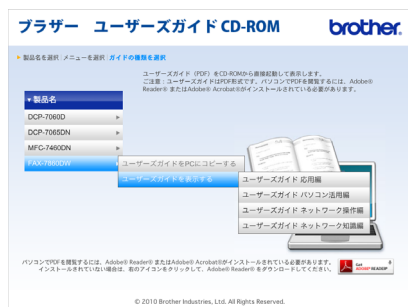 ブラザー ユーザーズガイド CD-ROM
brother.
製品名を選択 メニューを選択 ガイドの種類を選択
ユーザーズガイド (PDF) をCD-ROMから直接起動して表示します。
ご注意：ユーザーズガイドはPDF形式です。パソコンでPDFを閲覧するには、Adobe®
Reader® またはAdobe® Acrobat®がインストールされている必要があります。
▼製品名
DCP-7060D
DCP-7065DN
MFC-7460DN
FAX-7860DW
ユーザーズガイドをPCにコピーする
ユーザーズガイドを表示する
ユーザーズガイド 応用編
ユーザーズガイド パソコン活用編
ユーザーズガイド ネットワーク操作編
ユーザーズガイド ネットワーク知識編
パソコンでPDFを閲覧するには、Adobe® Reader® またはAdobe® Acrobat®がインストールされている必要があります。
インストールされていない場合は、右のアイコンをクリックして、Adobe® Reader® をダウンロードしてください。
Get
ADOBE® READER®
© 2010 Brother Industries, Ltd. All Rights Reserved.